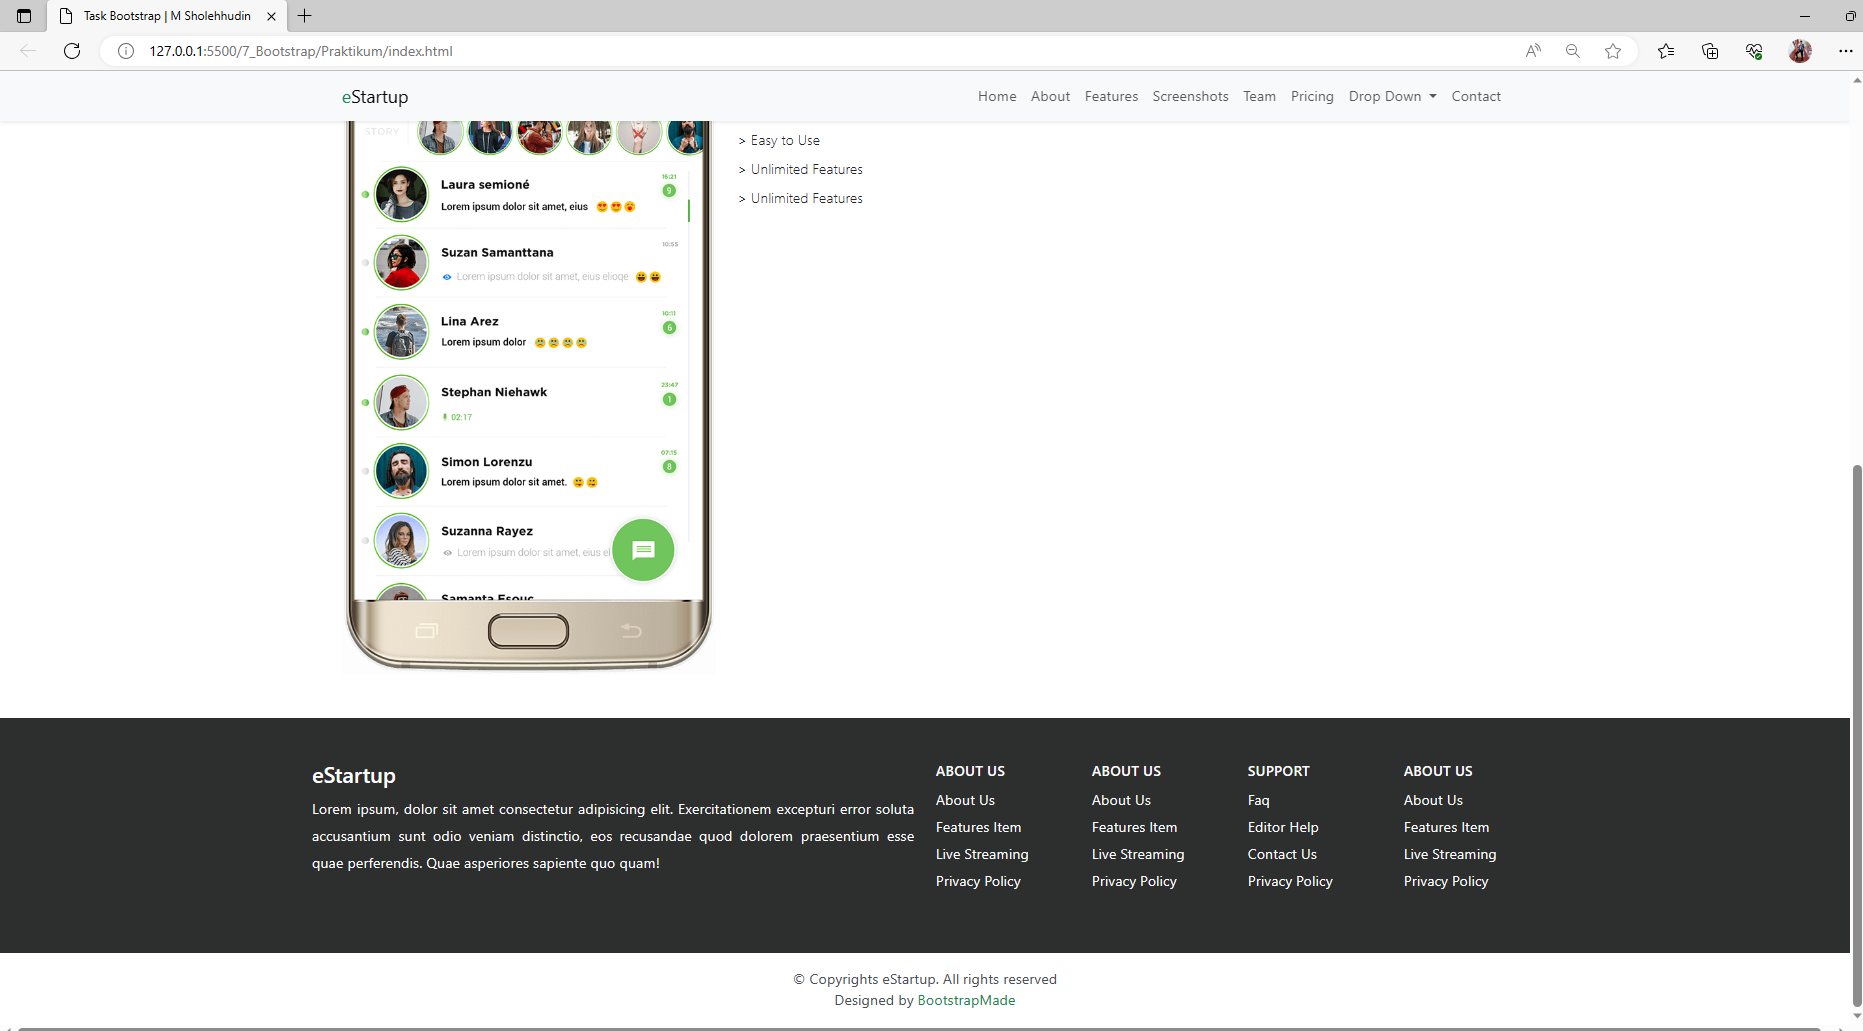 Task Bootstrap | M Sholehhudin
127.0.0.1:5500/7_Bootstrap/Praktikum/index.html
eStartup
Home About Features Screenshots Team Pricing Drop Down Contact
STORY
> Easy to Use
> Unlimited Features
> Unlimited Features
Laura semioné 16:21
Lorem ipsum dolor sit amet, eius 😍😍😲 9
Suzan Samanttana 10:55
Lorem ipsum dolor sit amet, eius elioqe 😄😄
Lina Arez 10:11
Lorem ipsum dolor 😢😢😢😢 6
Stephan Niehawk 23:47
02:17 1
Simon Lorenzu 07:15
Lorem ipsum dolor sit amet. 😋😋 8
Suzanna Rayez
Lorem ipsum dolor sit amet, eius el
Samanta Esouc
eStartup
Lorem ipsum, dolor sit amet consectetur adipisicing elit. Exercitationem excepturi error soluta
accusantium sunt odio veniam distinctio, eos recusandae quod dolorem praesentium esse
quae perferendis. Quae asperiores sapiente quo quam!
ABOUT US
About Us
Features Item
Live Streaming
Privacy Policy
ABOUT US
About Us
Features Item
Live Streaming
Privacy Policy
SUPPORT
Faq
Editor Help
Contact Us
Privacy Policy
ABOUT US
About Us
Features Item
Live Streaming
Privacy Policy
© Copyrights eStartup. All rights reserved
Designed by BootstrapMade